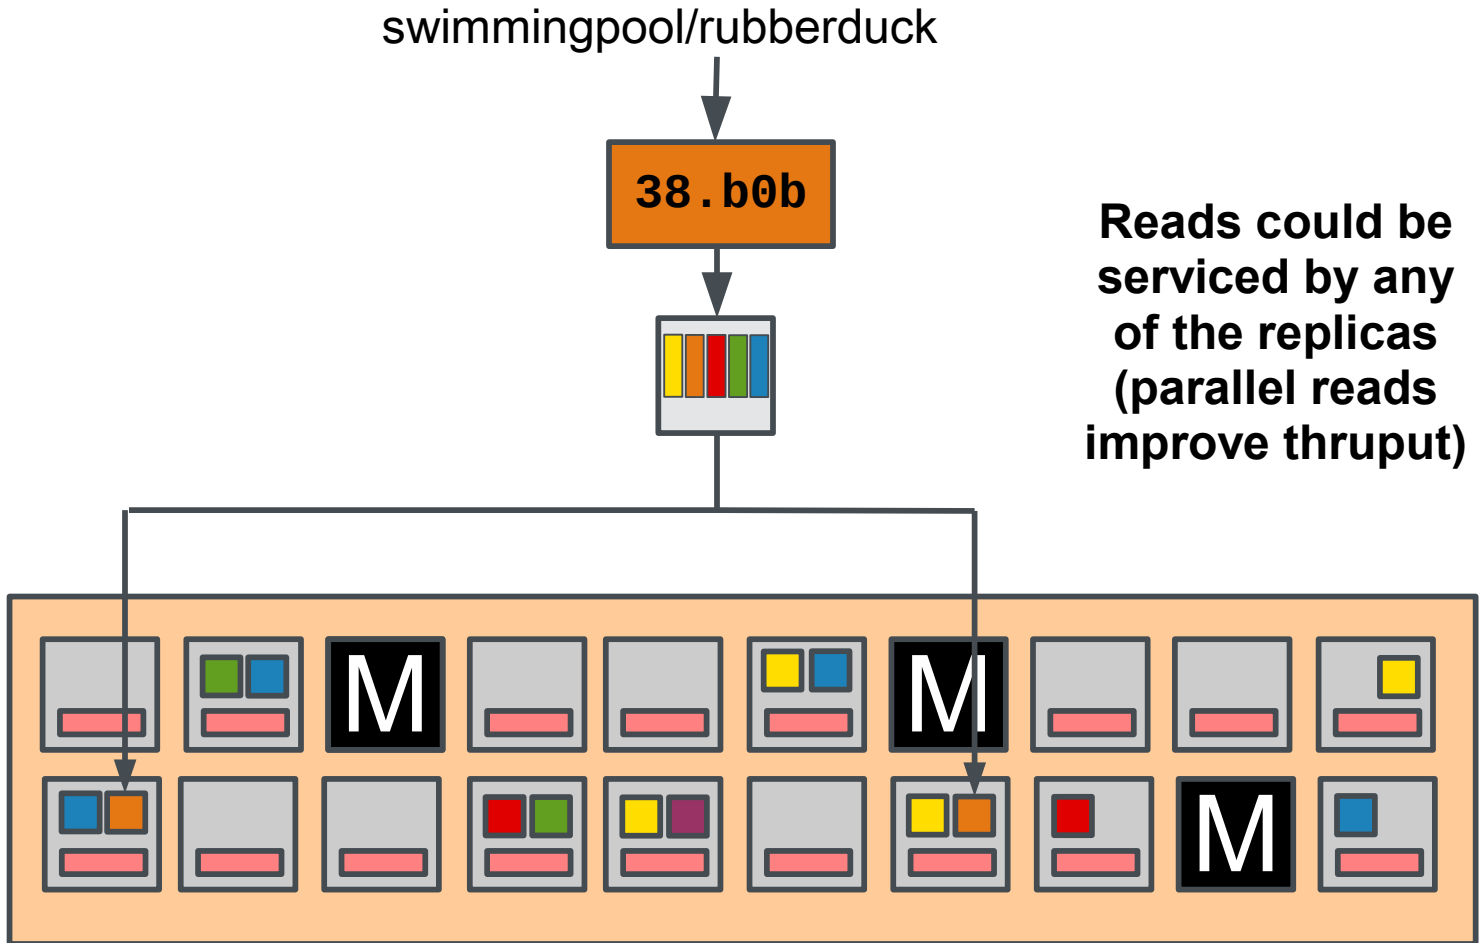 swimmingpool/rubberduck
38.b0b
Reads could be
serviced by any
of the replicas
(parallel reads
improve thruput)
M
M
M